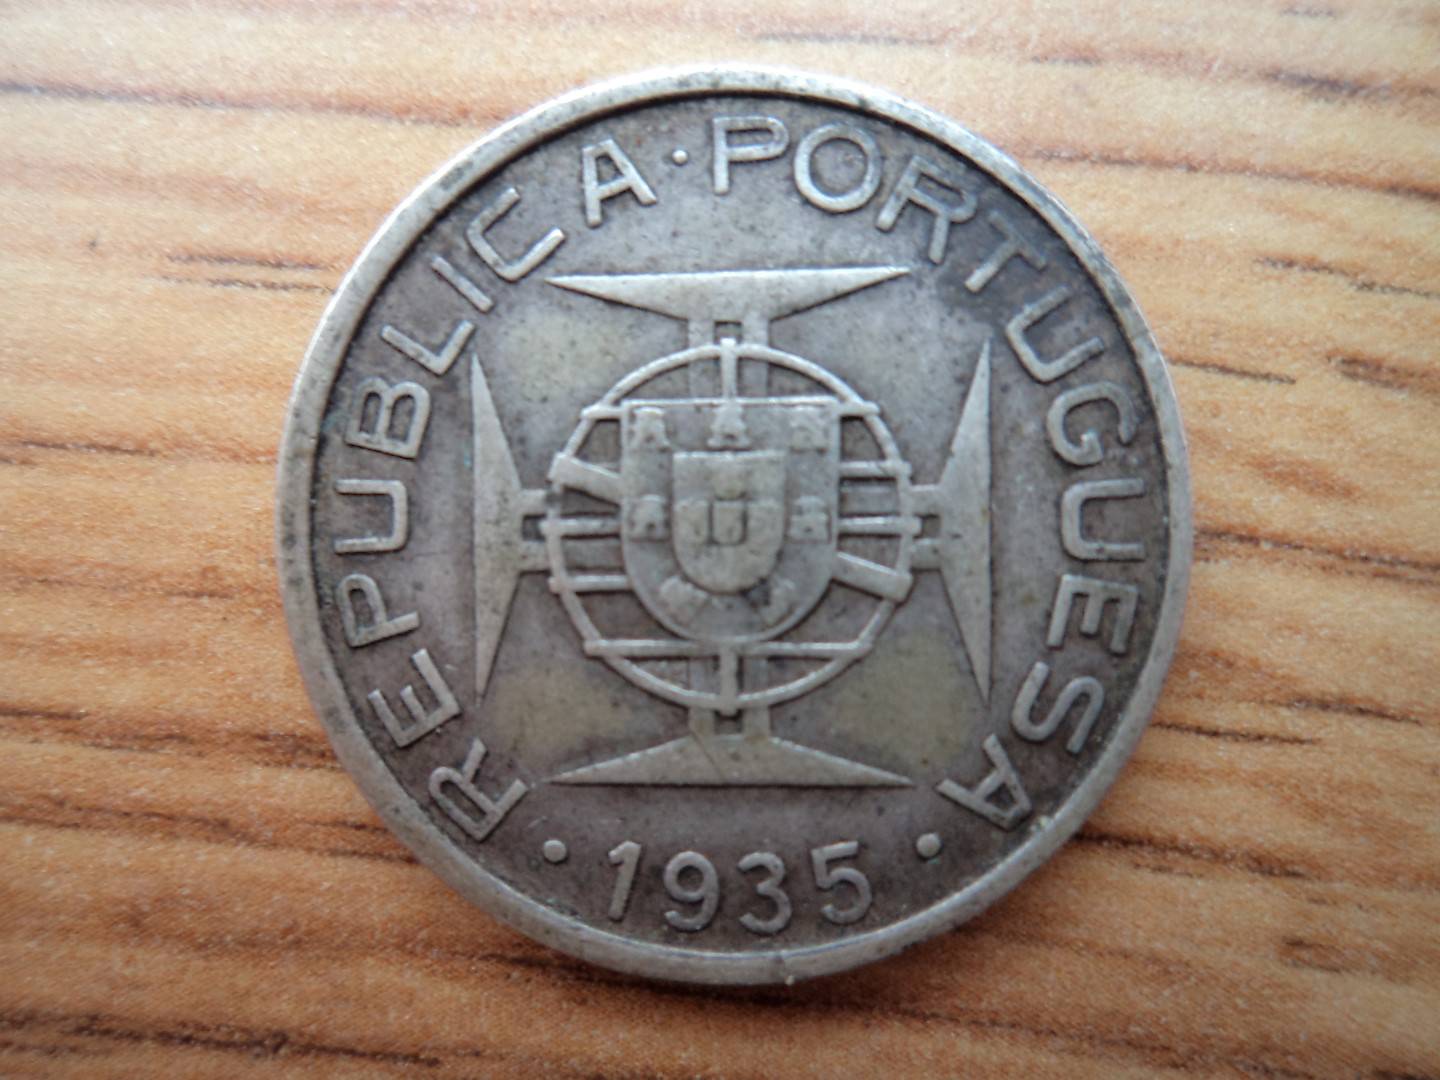 REPUBLICA · PORTUGUESA
· 1935 ·